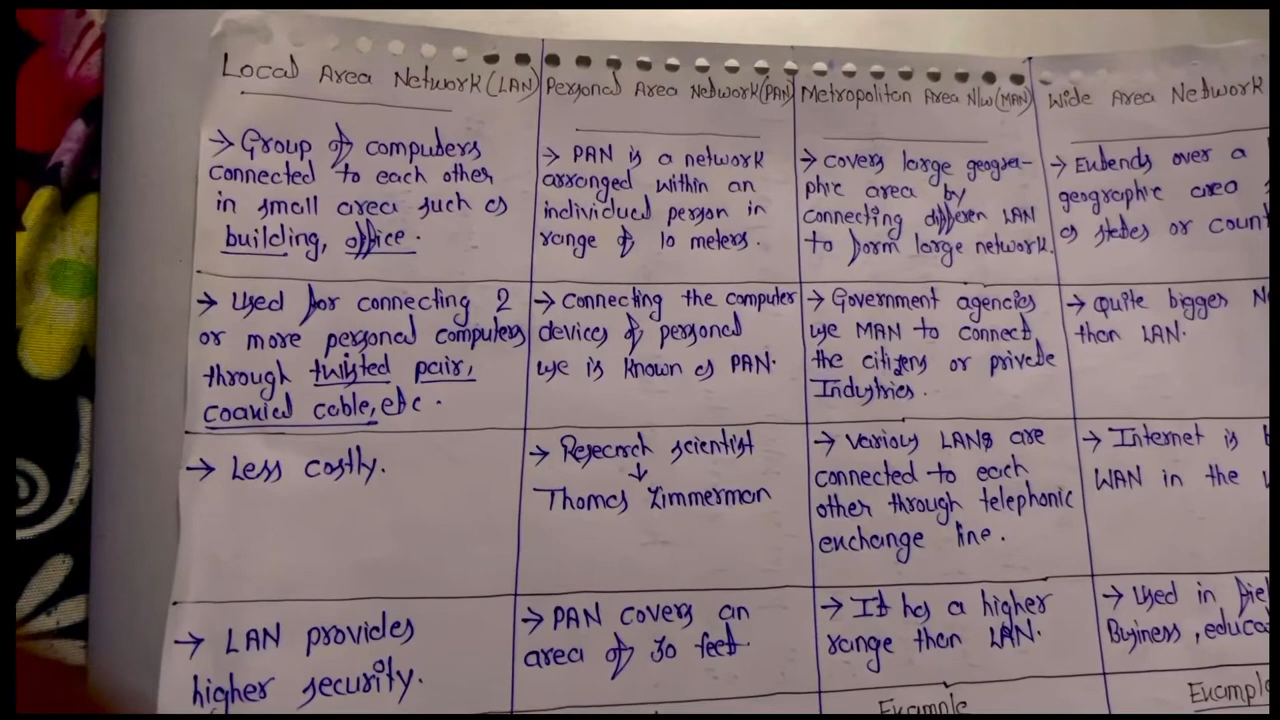 Local Area Network (LAN)
→ Group of computers
connected to each other
in small area such as
building, office.
→ Used for connecting 2
or more personal computers
through twisted pair,
coaxial cable, etc.
→ Less costly.
→ LAN provides
higher security.
Personal Area Network (PAN)
→ PAN is a network
arranged within an
individual person in
range of 10 meters.
→ Connecting the computer
devices of personal
use is known as PAN.
→ Research scientist
↓
Thomas Zimmerman
→ PAN covers an
area of 30 feet
Metropolitan Area N/w (MAN)
→ covers large geogra-
phic area by
connecting differen LAN
to form large network.
→ Government agencies
use MAN to connect
the citizens or private
Industries.
→ Various LANs are
connected to each
other through telephonic
exchange line.
→ It has a higher
range than LAN.
Example
Wide Area Network
→ Extends over a
geographic area
as states or
→ Quite bigger
than LAN.
→ Internet is
WAN in the
→ Used in
Business,
Example